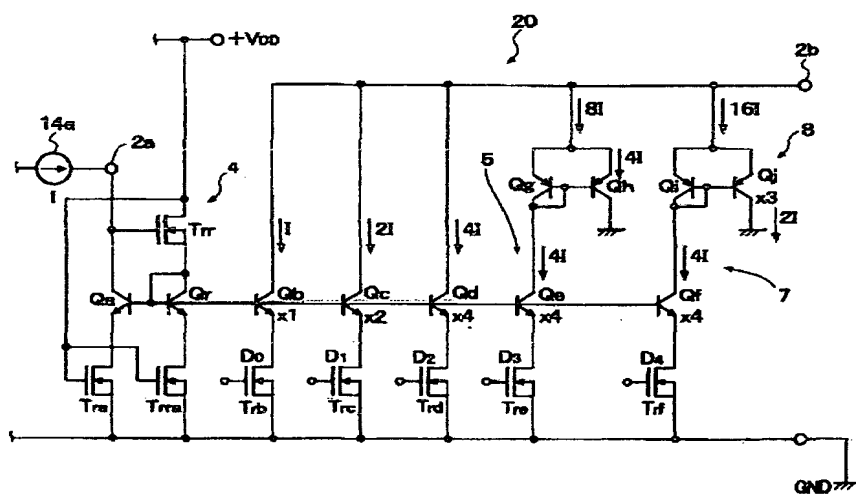 20
+VDD
2b
14a
2a
8I
16I
8
I
4
5
4I
Qg
Qh
Qi
Qj
x3
Trr
I
2I
4I
2I
4I
4I
7
Qa
Qr
Qb
Qc
Qd
Qe
Qf
x1
x2
x4
x4
x4
D0
D1
D2
D3
D4
Tra
Trra
Trb
Trc
Trd
Tre
Trf
GND